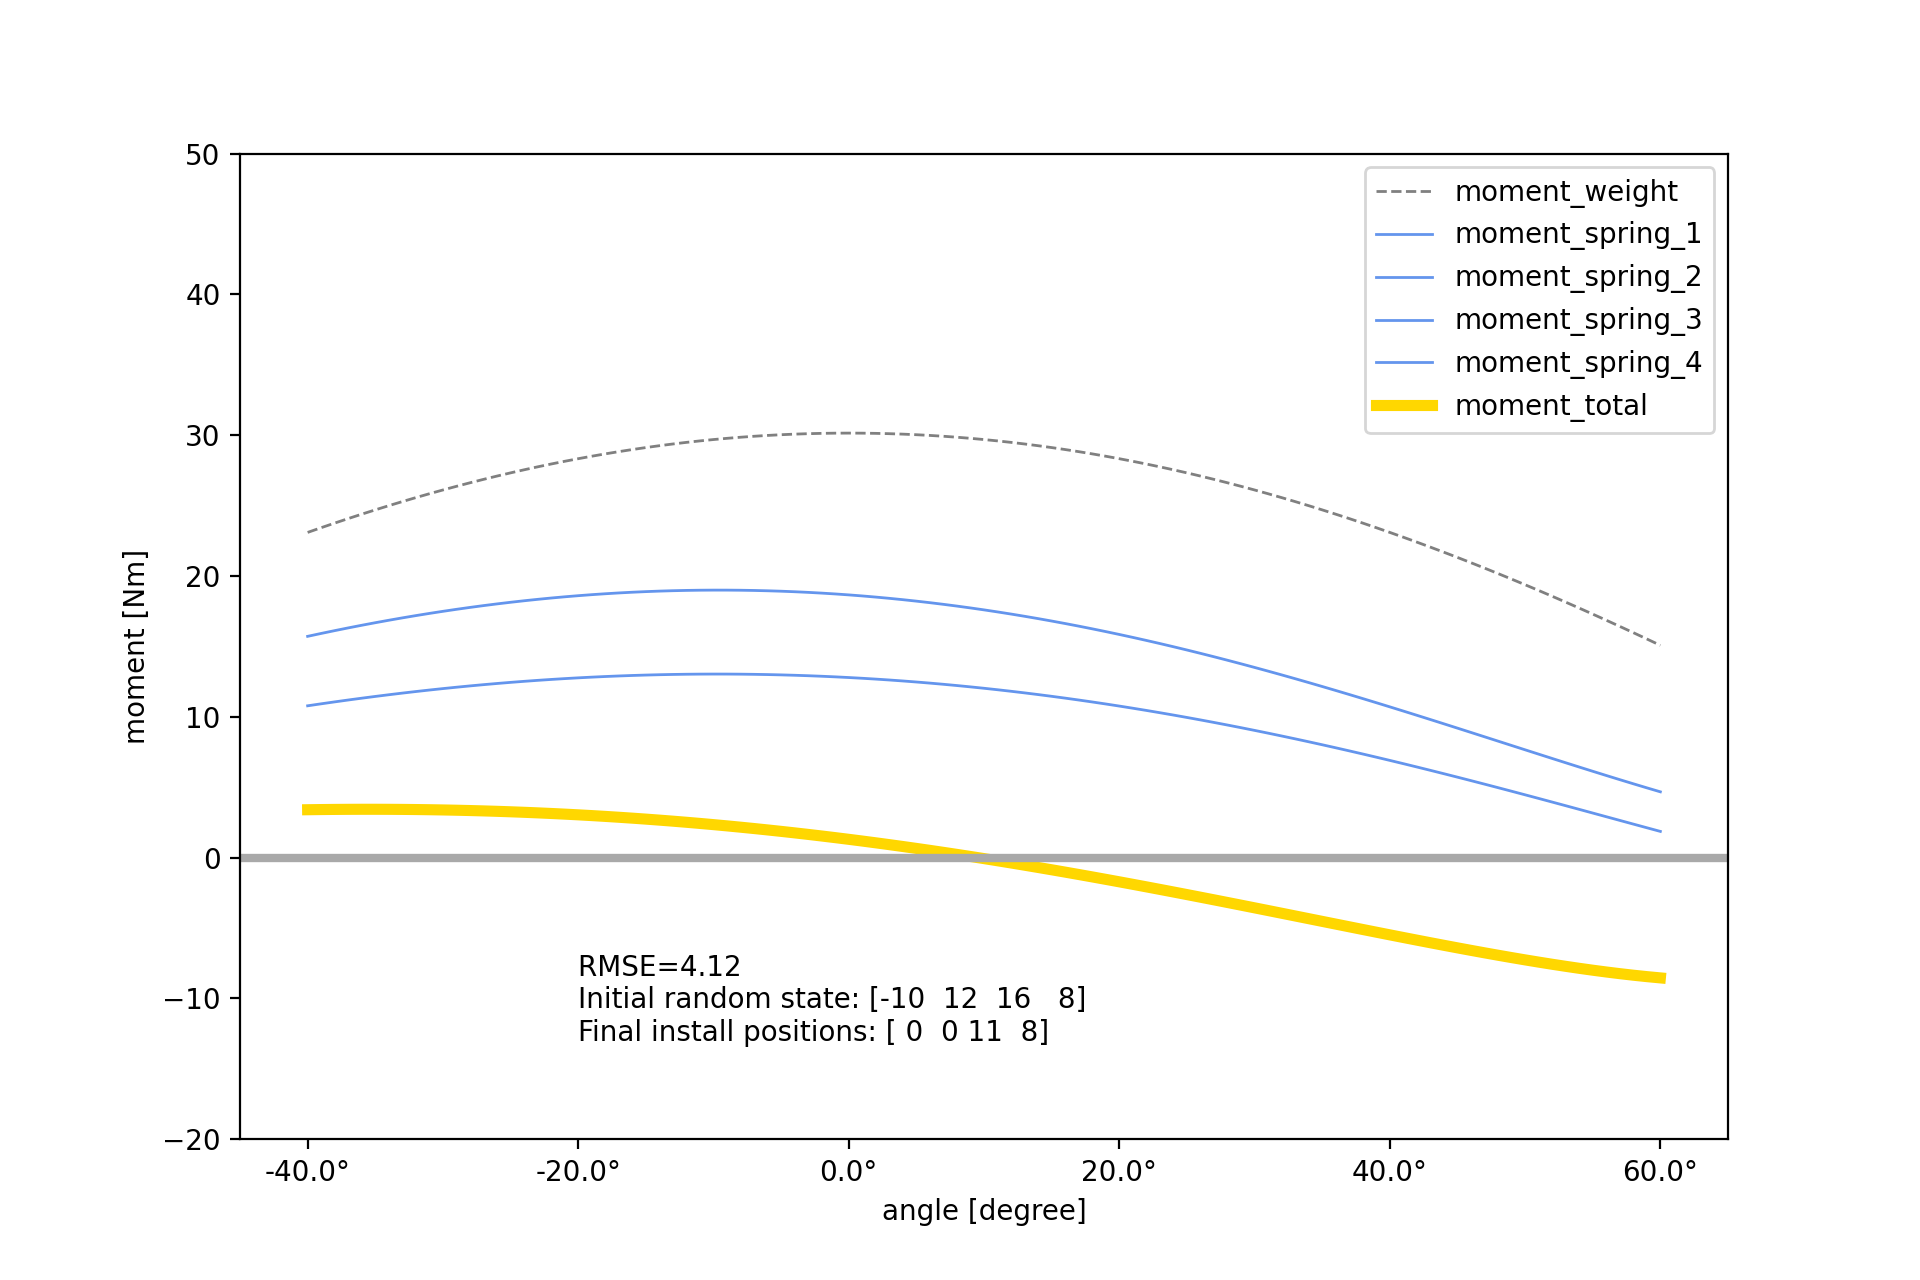 50
40
30
20
10
0
−10
−20
moment [Nm]
moment_weight
moment_spring_1
moment_spring_2
moment_spring_3
moment_spring_4
moment_total
RMSE=4.12
Initial random state: [-10  12  16   8]
Final install positions: [ 0  0 11  8]
-40.0° -20.0° 0.0° 20.0° 40.0° 60.0°
angle [degree]